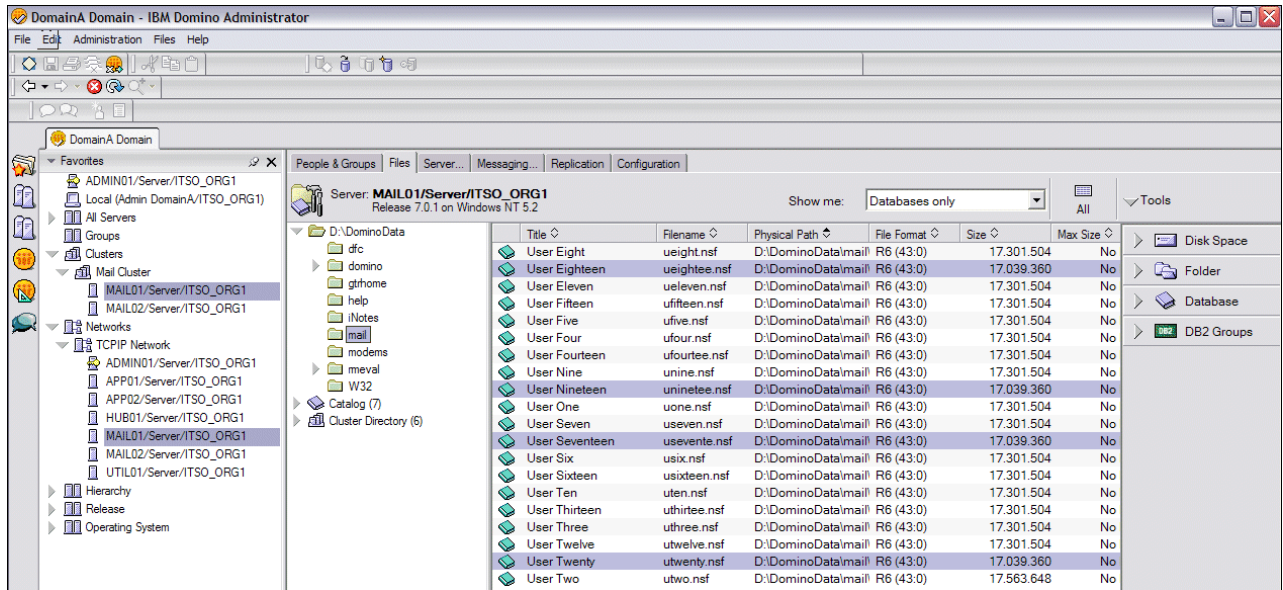 DomainA Domain - IBM Domino Administrator
File Edit Administration Files Help
DomainA Domain
Favorites
ADMIN01/Server/ITSO_ORG1
Local (Admin DomainA/ITSO_ORG1)
All Servers
Groups
Clusters
Mail Cluster
MAIL01/Server/ITSO_ORG1
MAIL02/Server/ITSO_ORG1
Networks
TCPIP Network
ADMIN01/Server/ITSO_ORG1
APP01/Server/ITSO_ORG1
APP02/Server/ITSO_ORG1
HUB01/Server/ITSO_ORG1
MAIL01/Server/ITSO_ORG1
MAIL02/Server/ITSO_ORG1
UTIL01/Server/ITSO_ORG1
Hierarchy
Release
Operating System
People & Groups Files Server... Messaging... Replication Configuration
Server: MAIL01/Server/ITSO_ORG1
Release 7.0.1 on Windows NT 5.2
Show me: Databases only
All
Tools
D:\DominoData
dfc
domino
gtrhome
help
iNotes
mail
modems
meval
W32
Catalog (7)
Cluster Directory (6)
Title Filename Physical Path File Format Size Max Size
User Eight ueight.nsf D:\DominoData\mail\ R6 (43:0) 17.301.504 No
User Eighteen ueightee.nsf D:\DominoData\mail\ R6 (43:0) 17.039.360 No
User Eleven ueleven.nsf D:\DominoData\mail\ R6 (43:0) 17.301.504 No
User Fifteen ufifteen.nsf D:\DominoData\mail\ R6 (43:0) 17.301.504 No
User Five ufive.nsf D:\DominoData\mail\ R6 (43:0) 17.301.504 No
User Four ufour.nsf D:\DominoData\mail\ R6 (43:0) 17.301.504 No
User Fourteen ufourtee.nsf D:\DominoData\mail\ R6 (43:0) 17.301.504 No
User Nine unine.nsf D:\DominoData\mail\ R6 (43:0) 17.301.504 No
User Nineteen uninetee.nsf D:\DominoData\mail\ R6 (43:0) 17.039.360 No
User One uone.nsf D:\DominoData\mail\ R6 (43:0) 17.301.504 No
User Seven useven.nsf D:\DominoData\mail\ R6 (43:0) 17.301.504 No
User Seventeen usevente.nsf D:\DominoData\mail\ R6 (43:0) 17.039.360 No
User Six usix.nsf D:\DominoData\mail\ R6 (43:0) 17.301.504 No
User Sixteen usixteen.nsf D:\DominoData\mail\ R6 (43:0) 17.301.504 No
User Ten uten.nsf D:\DominoData\mail\ R6 (43:0) 17.301.504 No
User Thirteen uthirtee.nsf D:\DominoData\mail\ R6 (43:0) 17.301.504 No
User Three uthree.nsf D:\DominoData\mail\ R6 (43:0) 17.301.504 No
User Twelve utwelve.nsf D:\DominoData\mail\ R6 (43:0) 17.301.504 No
User Twenty utwenty.nsf D:\DominoData\mail\ R6 (43:0) 17.039.360 No
User Two utwo.nsf D:\DominoData\mail\ R6 (43:0) 17.563.648 No
Disk Space
Folder
Database
DB2 DB2 Groups